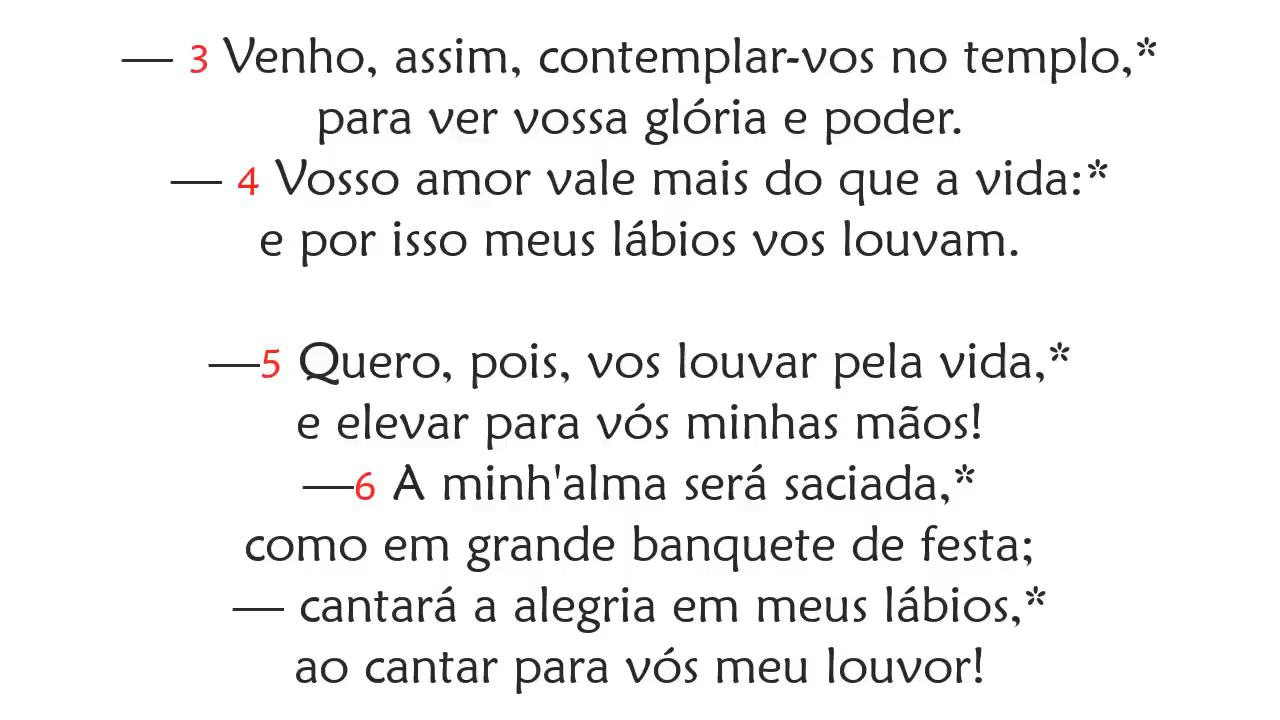 — 3 Venho, assim, contemplar-vos no templo,*
para ver vossa glória e poder.
— 4 Vosso amor vale mais do que a vida:*
e por isso meus lábios vos louvam.
—5 Quero, pois, vos louvar pela vida,*
e elevar para vós minhas mãos!
—6 A minh'alma será saciada,*
como em grande banquete de festa;
— cantará a alegria em meus lábios,*
ao cantar para vós meu louvor!